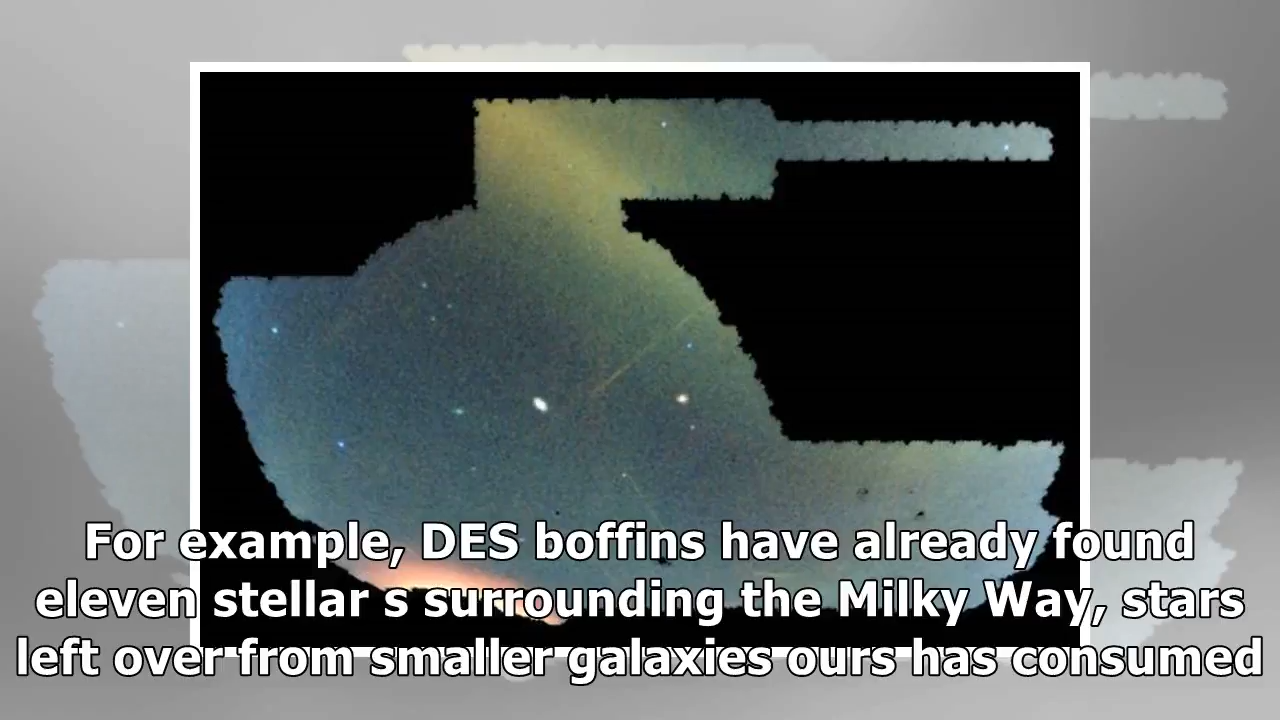 For example, DES boffins have already found
eleven stellar s surrounding the Milky Way, stars
left over from smaller galaxies ours has consumed